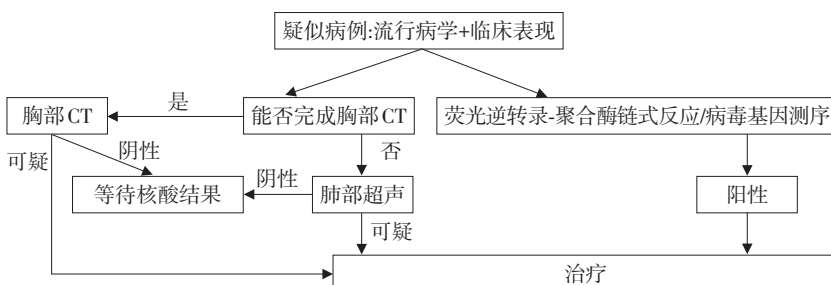 疑似病例:流行病学+临床表现
胸部CT
是
能否完成胸部CT
荧光逆转录-聚合酶链式反应/病毒基因测序
可疑
阴性
否
等待核酸结果
阴性
肺部超声
阳性
可疑
治疗